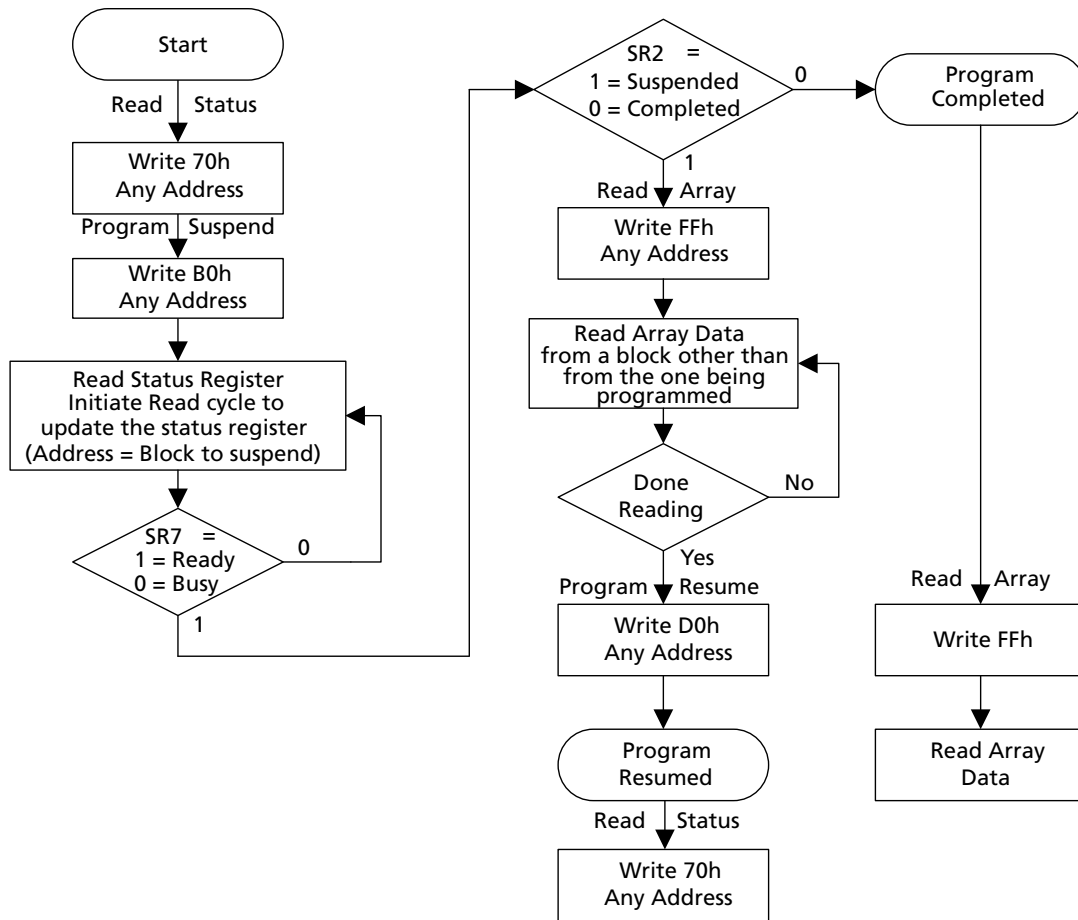 Start
Read Status
Write 70h
Any Address
Program Suspend
Write B0h
Any Address
Read Status Register
Initiate Read cycle to
update the status register
(Address = Block to suspend)
SR7 =
1 = Ready
0 = Busy
0
1
SR2 =
1 = Suspended
0 = Completed
0
1
Read Array
Write FFh
Any Address
Read Array Data
from a block other than
from the one being
programmed
Done
Reading
No
Yes
Program Resume
Write D0h
Any Address
Program
Resumed
Read Status
Write 70h
Any Address
Program
Completed
Read Array
Write FFh
Read Array
Data